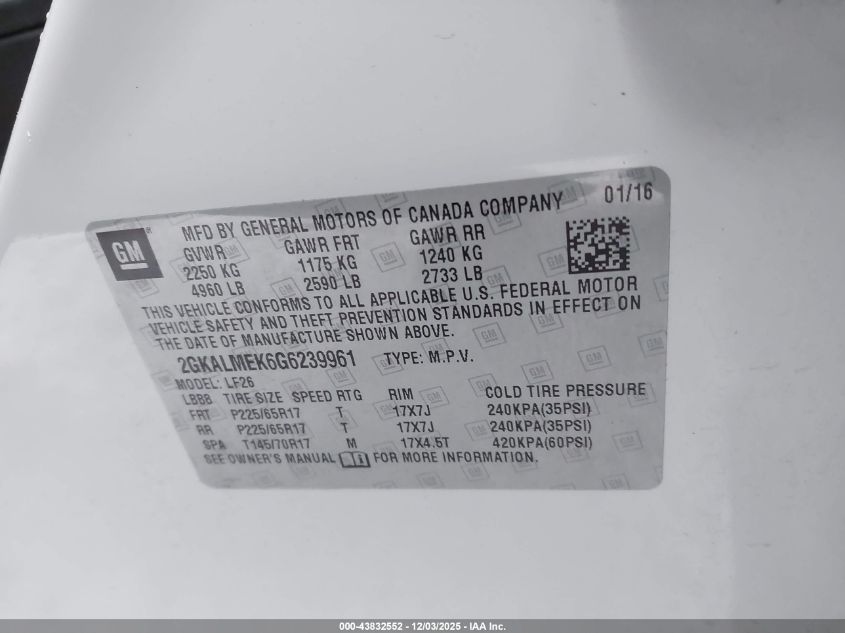 01/16
GM
MFD BY GENERAL MOTORS OF CANADA COMPANY
GVWR GAWR FRT GAWR RR
2250 KG 1175 KG 1240 KG
4960 LB 2590 LB 2733 LB
THIS VEHICLE CONFORMS TO ALL APPLICABLE U.S. FEDERAL MOTOR
VEHICLE SAFETY AND THEFT PREVENTION STANDARDS IN EFFECT ON
THE DATE OF MANUFACTURE SHOWN ABOVE.
2GKALMEK6G6239961 TYPE: M.P.V.
MODEL: LF26
LBBB TIRE SIZE SPEED RTG RIM COLD TIRE PRESSURE
FRT P225/65R17 T 17X7J 240KPA(35PSI)
RR P225/65R17 T 17X7J 240KPA(35PSI)
SPA T145/70R17 M 17X4.5T 420KPA(60PSI)
SEE OWNER'S MANUAL FOR MORE INFORMATION.
000-43832552 - 12/03/2025 - IAA Inc.